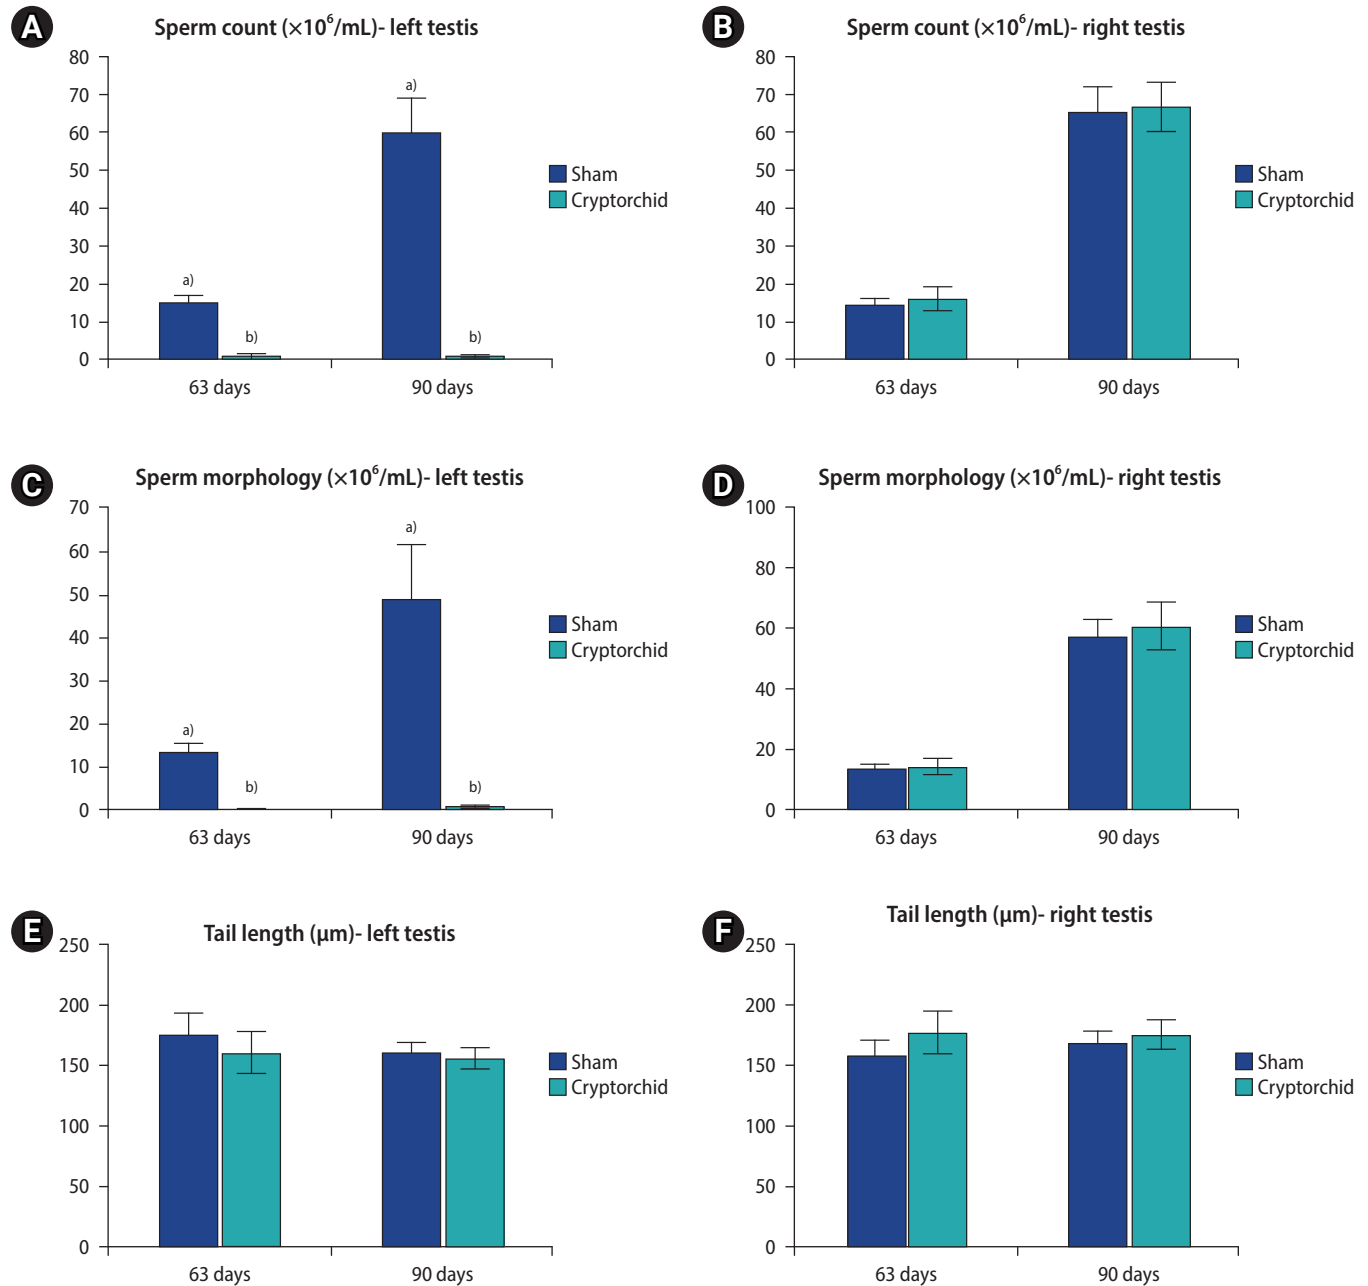 A
Sperm count (×10⁶/mL)- left testis
80
70
60
50
40
30
20
10
0
a)
b)
a)
b)
63 days
90 days
Sham
Cryptorchid
B
Sperm count (×10⁶/mL)- right testis
80
70
60
50
40
30
20
10
0
63 days
90 days
Sham
Cryptorchid
C
Sperm morphology (×10⁶/mL)- left testis
70
60
50
40
30
20
10
0
a)
b)
a)
b)
63 days
90 days
Sham
Cryptorchid
D
Sperm morphology (×10⁶/mL)- right testis
100
80
60
40
20
0
63 days
90 days
Sham
Cryptorchid
E
Tail length (µm)- left testis
250
200
150
100
50
0
63 days
90 days
Sham
Cryptorchid
F
Tail length (µm)- right testis
250
200
150
100
50
0
63 days
90 days
Sham
Cryptorchid